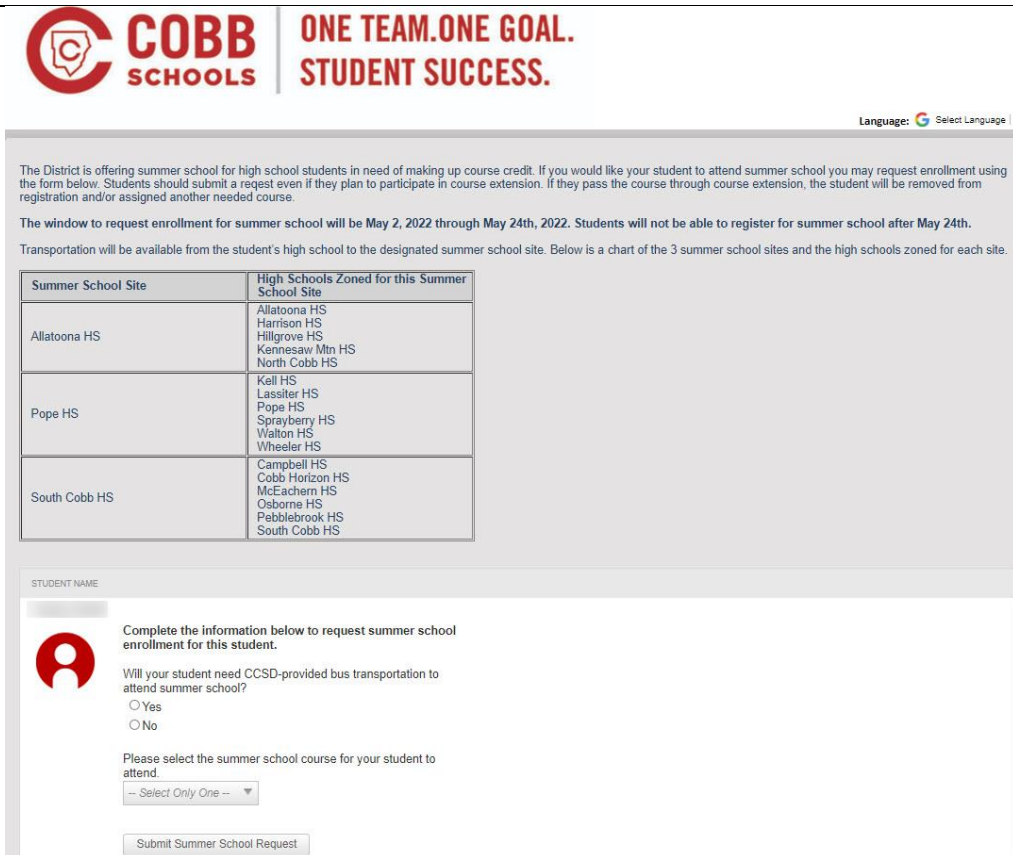 COBB
SCHOOLS
ONE TEAM.ONE GOAL.
STUDENT SUCCESS.
Language: G Select Language
The District is offering summer school for high school students in need of making up course credit. If you would like your student to attend summer school you may request enrollment using
the form below. Students should submit a reqest even if they plan to participate in course extension. If they pass the course through course extension, the student will be removed from
registration and/or assigned another needed course.
The window to request enrollment for summer school will be May 2, 2022 through May 24th, 2022. Students will not be able to register for summer school after May 24th.
Transportation will be available from the student's high school to the designated summer school site. Below is a chart of the 3 summer school sites and the high schools zoned for each site.
Summer School Site
High Schools Zoned for this Summer
School Site
Allatoona HS
Allatoona HS
Harrison HS
Hillgrove HS
Kennesaw Mtn HS
North Cobb HS
Pope HS
Kell HS
Lassiter HS
Pope HS
Sprayberry HS
Walton HS
Wheeler HS
South Cobb HS
Campbell HS
Cobb Horizon HS
McEachern HS
Osborne HS
Pebblebrook HS
South Cobb HS
STUDENT NAME
Complete the information below to request summer school
enrollment for this student.
Will your student need CCSD-provided bus transportation to
attend summer school?
Yes
No
Please select the summer school course for your student to
attend.
-- Select Only One --
Submit Summer School Request